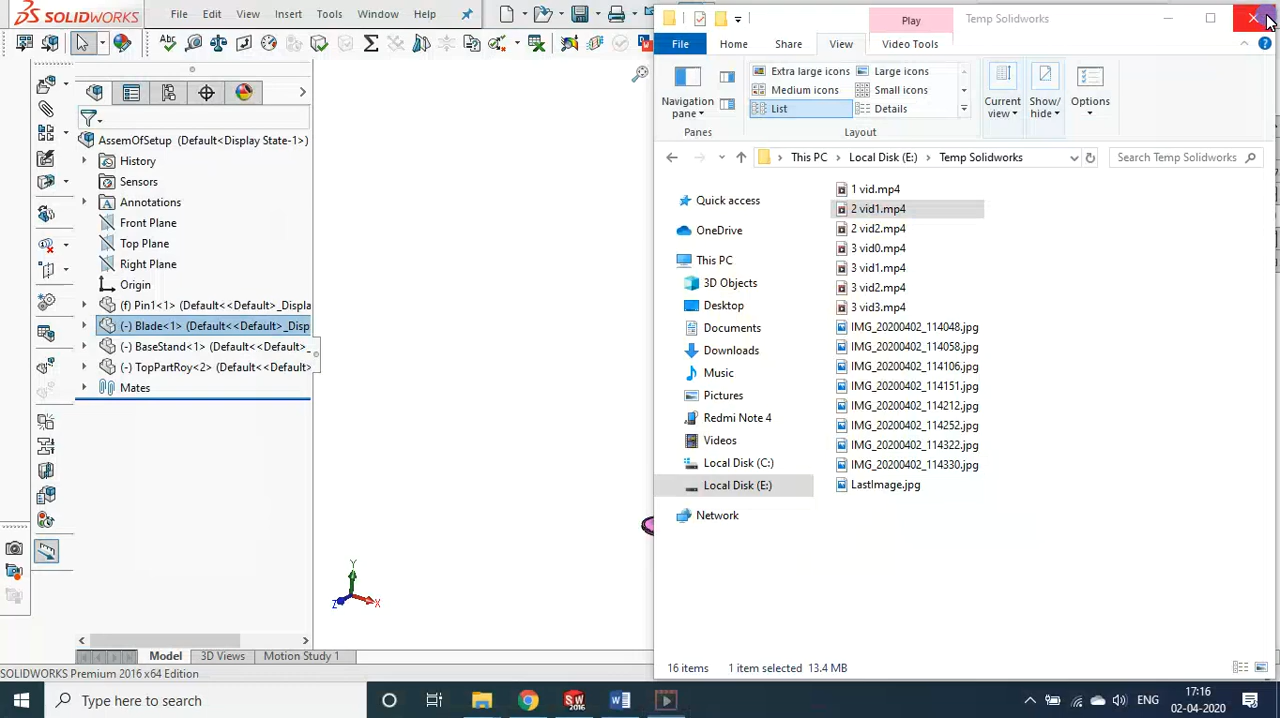 SOLIDWORKS
File Edit View Insert Tools Window Help
AssemOfSetup (Default<Display State-1>)
History
Sensors
Annotations
Front Plane
Top Plane
Right Plane
Origin
(f) Pin1<1> (Default<<Default>_Displa
(-) Blade<1> (Default<<Default>_Disp
(-) BaseStand<1> (Default<<Default>_
(-) TopPartRoy<2> (Default<<Default>
Mates
Y
Z X
Model 3D Views Motion Study 1
SOLIDWORKS Premium 2016 x64 Edition
Play Temp Solidworks
File Home Share View Video Tools
Navigation
pane
Extra large icons Large icons
Medium icons Small icons
List Details
Current
view
Show/
hide
Options
Panes Layout
This PC Local Disk (E:) Temp Solidworks Search Temp Solidworks
Quick access
OneDrive
This PC
3D Objects
Desktop
Documents
Downloads
Music
Pictures
Redmi Note 4
Videos
Local Disk (C:)
Local Disk (E:)
Network
1 vid.mp4
2 vid1.mp4
2 vid2.mp4
3 vid0.mp4
3 vid1.mp4
3 vid2.mp4
3 vid3.mp4
IMG_20200402_114048.jpg
IMG_20200402_114058.jpg
IMG_20200402_114106.jpg
IMG_20200402_114151.jpg
IMG_20200402_114212.jpg
IMG_20200402_114252.jpg
IMG_20200402_114322.jpg
IMG_20200402_114330.jpg
LastImage.jpg
16 items 1 item selected 13.4 MB
Type here to search
SW
2016
ENG
17:16
02-04-2020